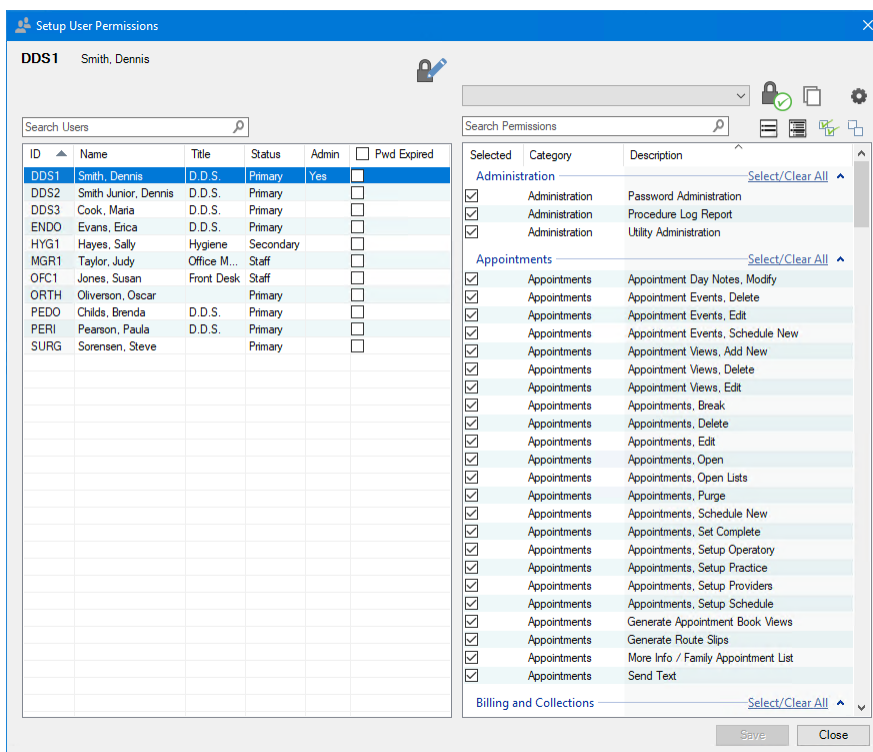 Setup User Permissions
DDS1 Smith, Dennis
Search Users
ID Name Title Status Admin Pwd Expired
DDS1 Smith, Dennis D.D.S. Primary Yes
DDS2 Smith Junior, Dennis D.D.S. Primary
DDS3 Cook, Maria D.D.S. Primary
ENDO Evans, Erica D.D.S. Primary
HYG1 Hayes, Sally Hygiene Secondary
MGR1 Taylor, Judy Office M... Staff
OFC1 Jones, Susan Front Desk Staff
ORTH Oliverson, Oscar Primary
PEDO Childs, Brenda D.D.S. Primary
PERI Pearson, Paula D.D.S. Primary
SURG Sorensen, Steve Primary
Search Permissions
Selected Category Description
Administration Select/Clear All
Administration Password Administration
Administration Procedure Log Report
Administration Utility Administration
Appointments Select/Clear All
Appointments Appointment Day Notes, Modify
Appointments Appointment Events, Delete
Appointments Appointment Events, Edit
Appointments Appointment Events, Schedule New
Appointments Appointment Views, Add New
Appointments Appointment Views, Delete
Appointments Appointment Views, Edit
Appointments Appointments, Break
Appointments Appointments, Delete
Appointments Appointments, Edit
Appointments Appointments, Open
Appointments Appointments, Open Lists
Appointments Appointments, Purge
Appointments Appointments, Schedule New
Appointments Appointments, Set Complete
Appointments Appointments, Setup Operatory
Appointments Appointments, Setup Practice
Appointments Appointments, Setup Providers
Appointments Appointments, Setup Schedule
Appointments Generate Appointment Book Views
Appointments Generate Route Slips
Appointments More Info / Family Appointment List
Appointments Send Text
Billing and Collections Select/Clear All
Save Close